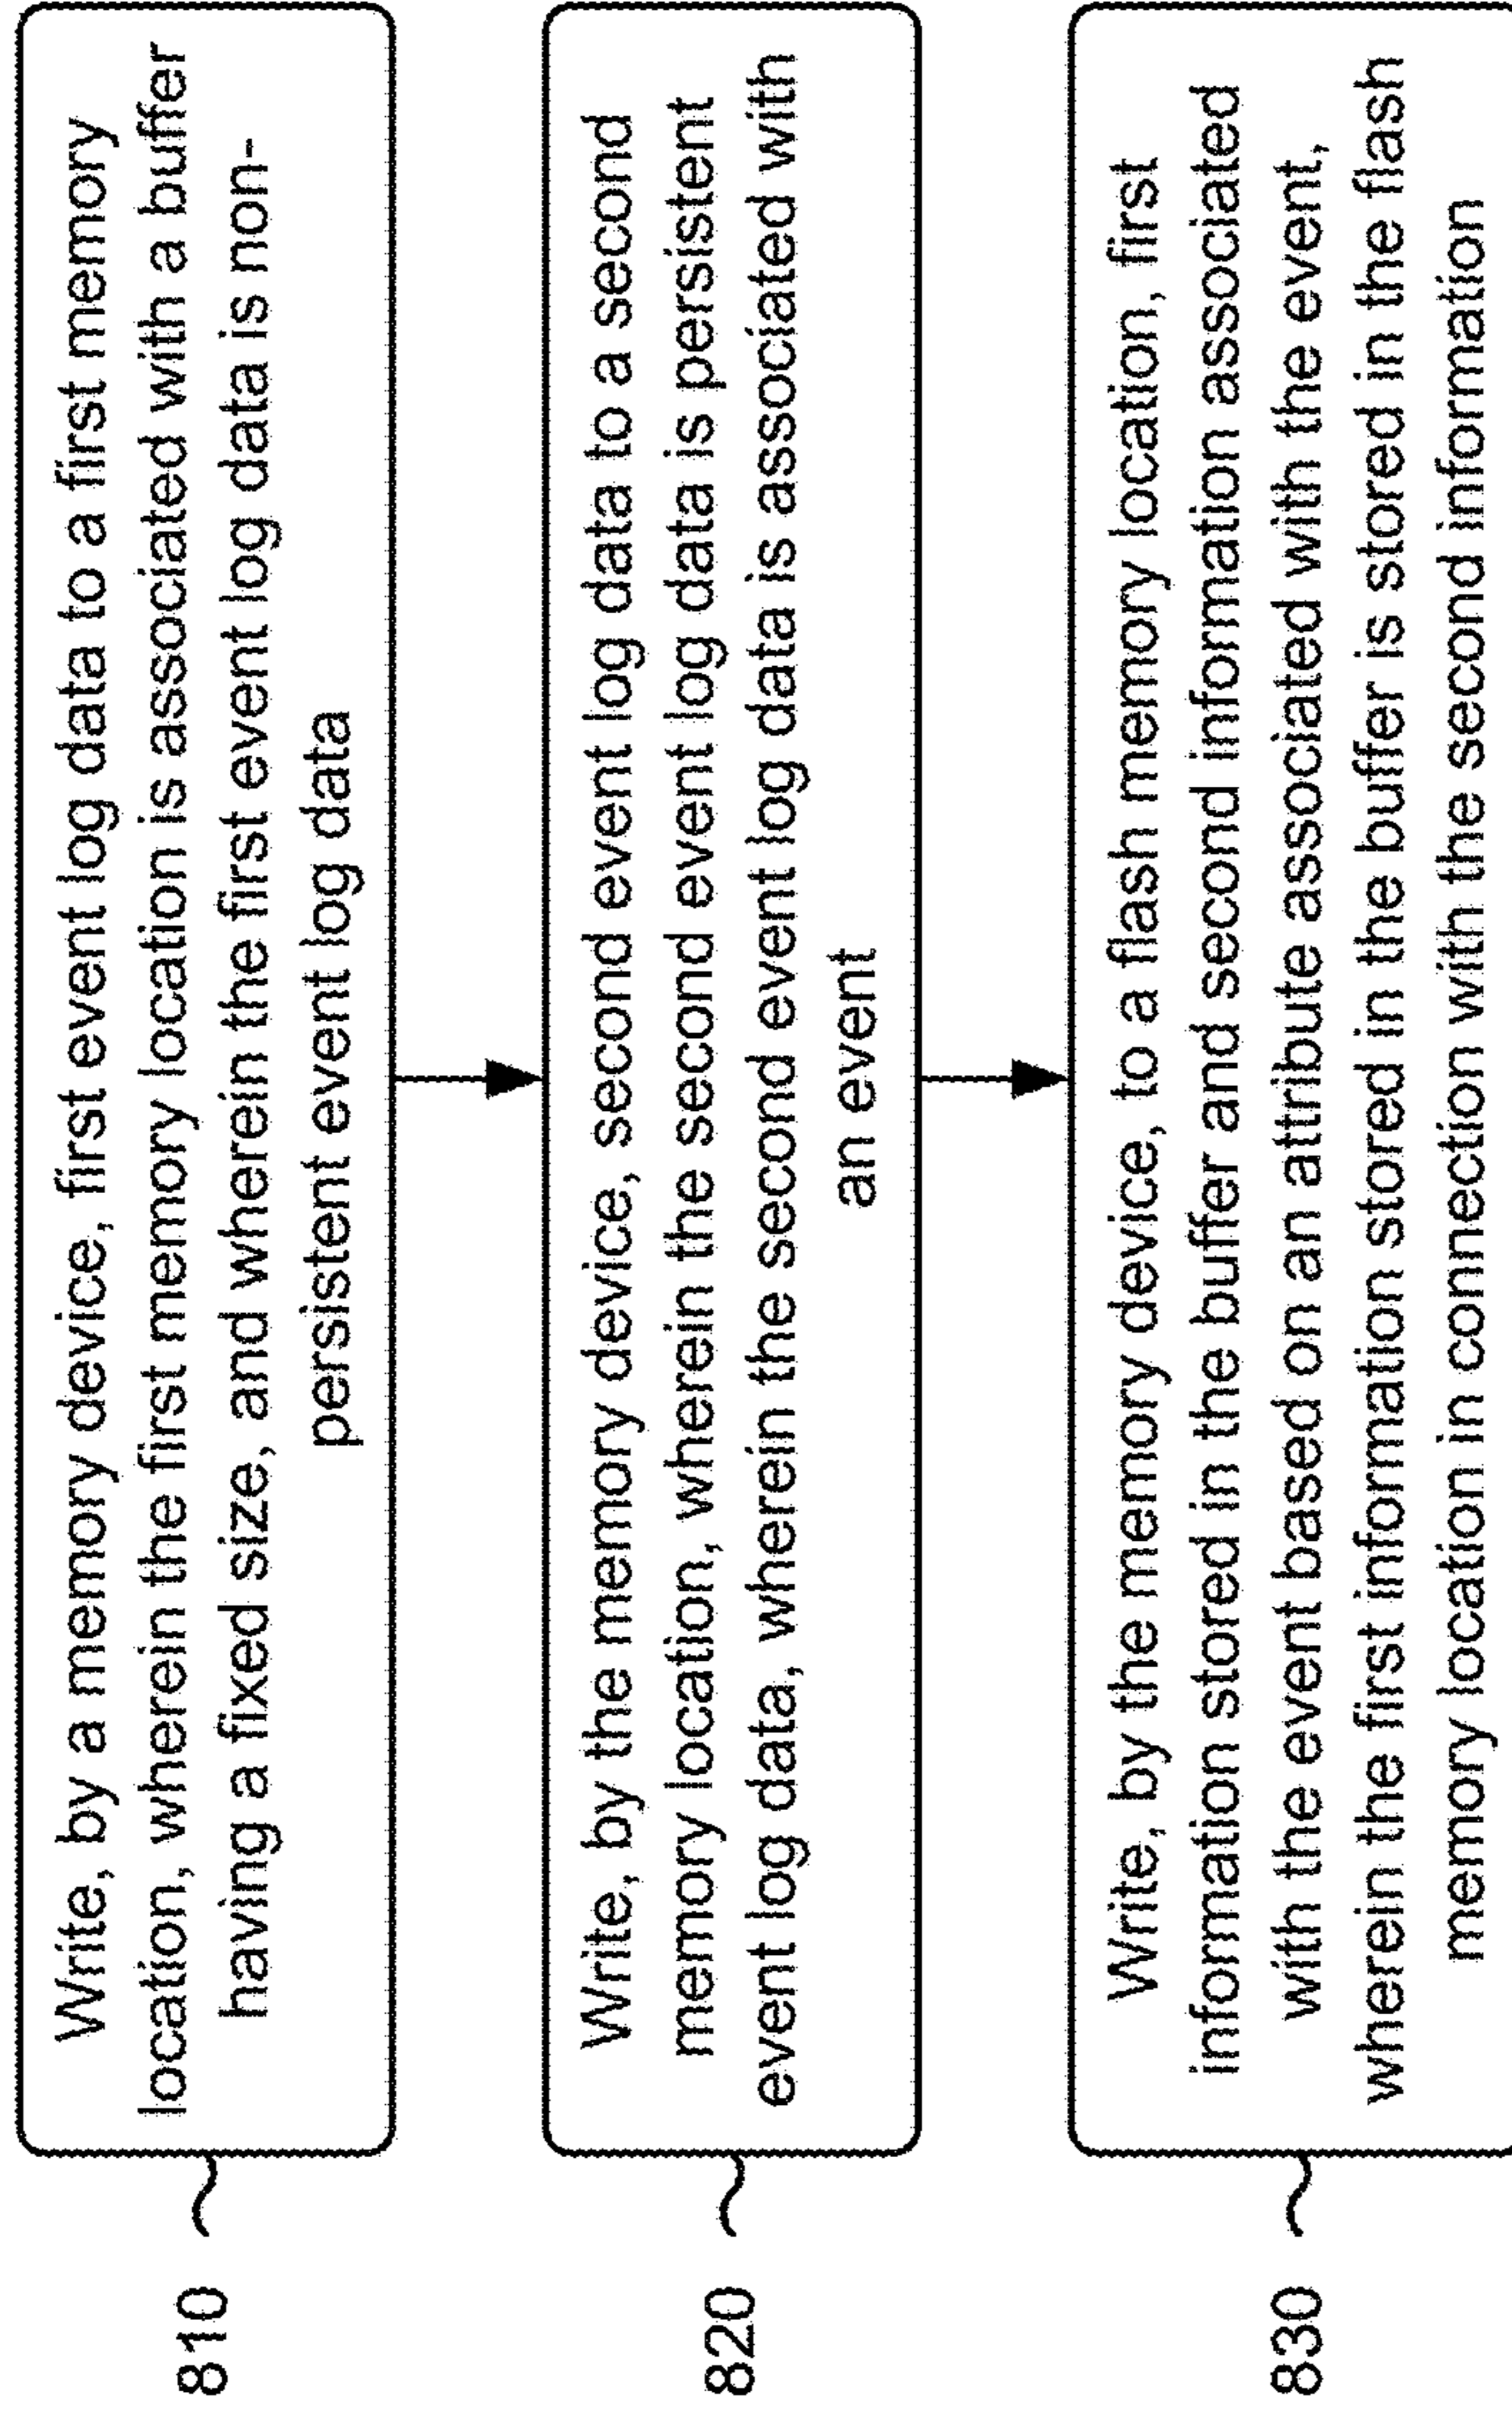 810
Write, by a memory device, first event log data to a first memory
location, wherein the first memory location is associated with a buffer
having a fixed size, and wherein the first event log data is non-
persistent event log data
820
Write, by the memory device, second event log data to a second
memory location, wherein the second event log data is persistent
event log data, wherein the second event log data is associated with
an event
830
Write, by the memory device, to a flash memory location, first
information stored in the buffer and second information associated
with the event based on an attribute associated with the event,
wherein the first information stored in the buffer is stored in the flash
memory location in connection with the second information